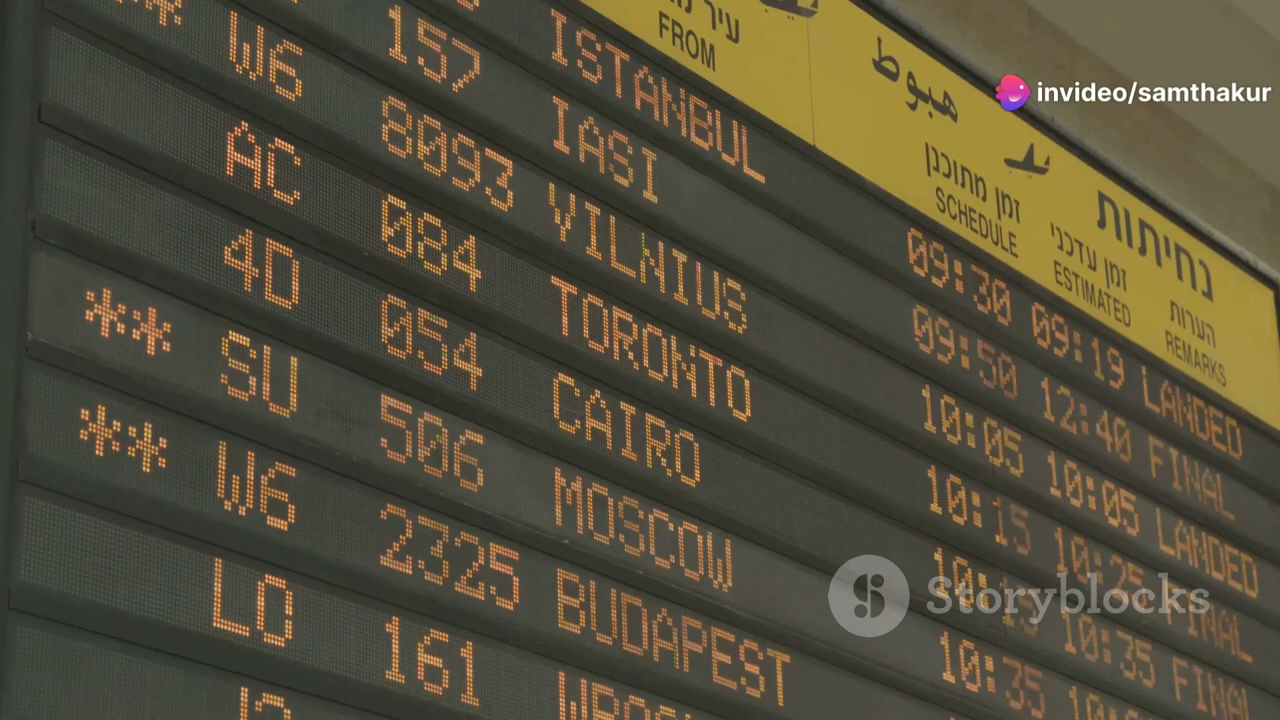 עיר
FROM
هبوط
נחיתות
זמן מתוכנן
SCHEDULE
זמן עדכני
ESTIMATED
הערות
REMARKS
ISTANBUL 09:30 09:19 LANDED
157 IASI 09:50 12:40 FINAL
** W6 8093 VILNIUS 10:05 10:05 LANDED
AC 084 TORONTO 10:15 10:25 FINAL
4D 054 CAIRO 10:15 10:35 FINAL
** SU 506 MOSCOW 10:35
** W6 2325 BUDAPEST
LO 161
invideo/samthakur
Storyblocks